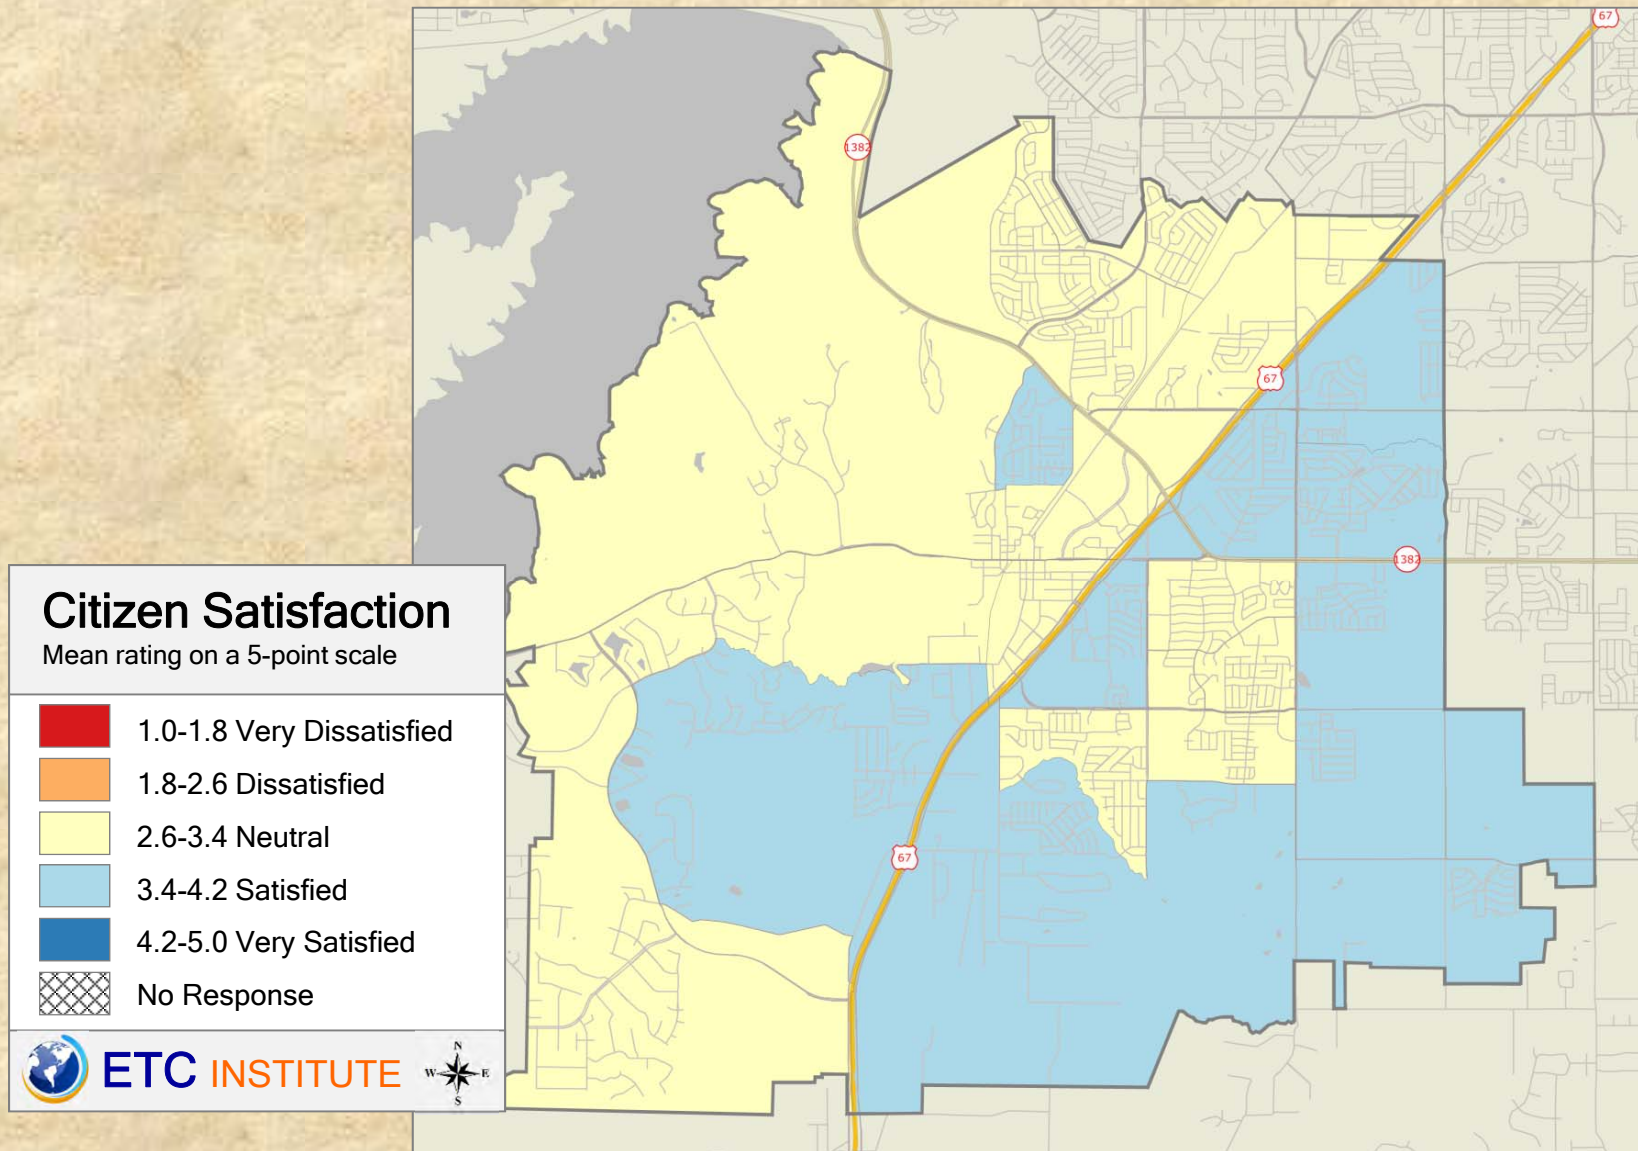 67
1382
67
1382
67
Citizen Satisfaction
Mean rating on a 5-point scale
1.0-1.8 Very Dissatisfied
1.8-2.6 Dissatisfied
2.6-3.4 Neutral
3.4-4.2 Satisfied
4.2-5.0 Very Satisfied
No Response
ETC INSTITUTE
N
W E
S